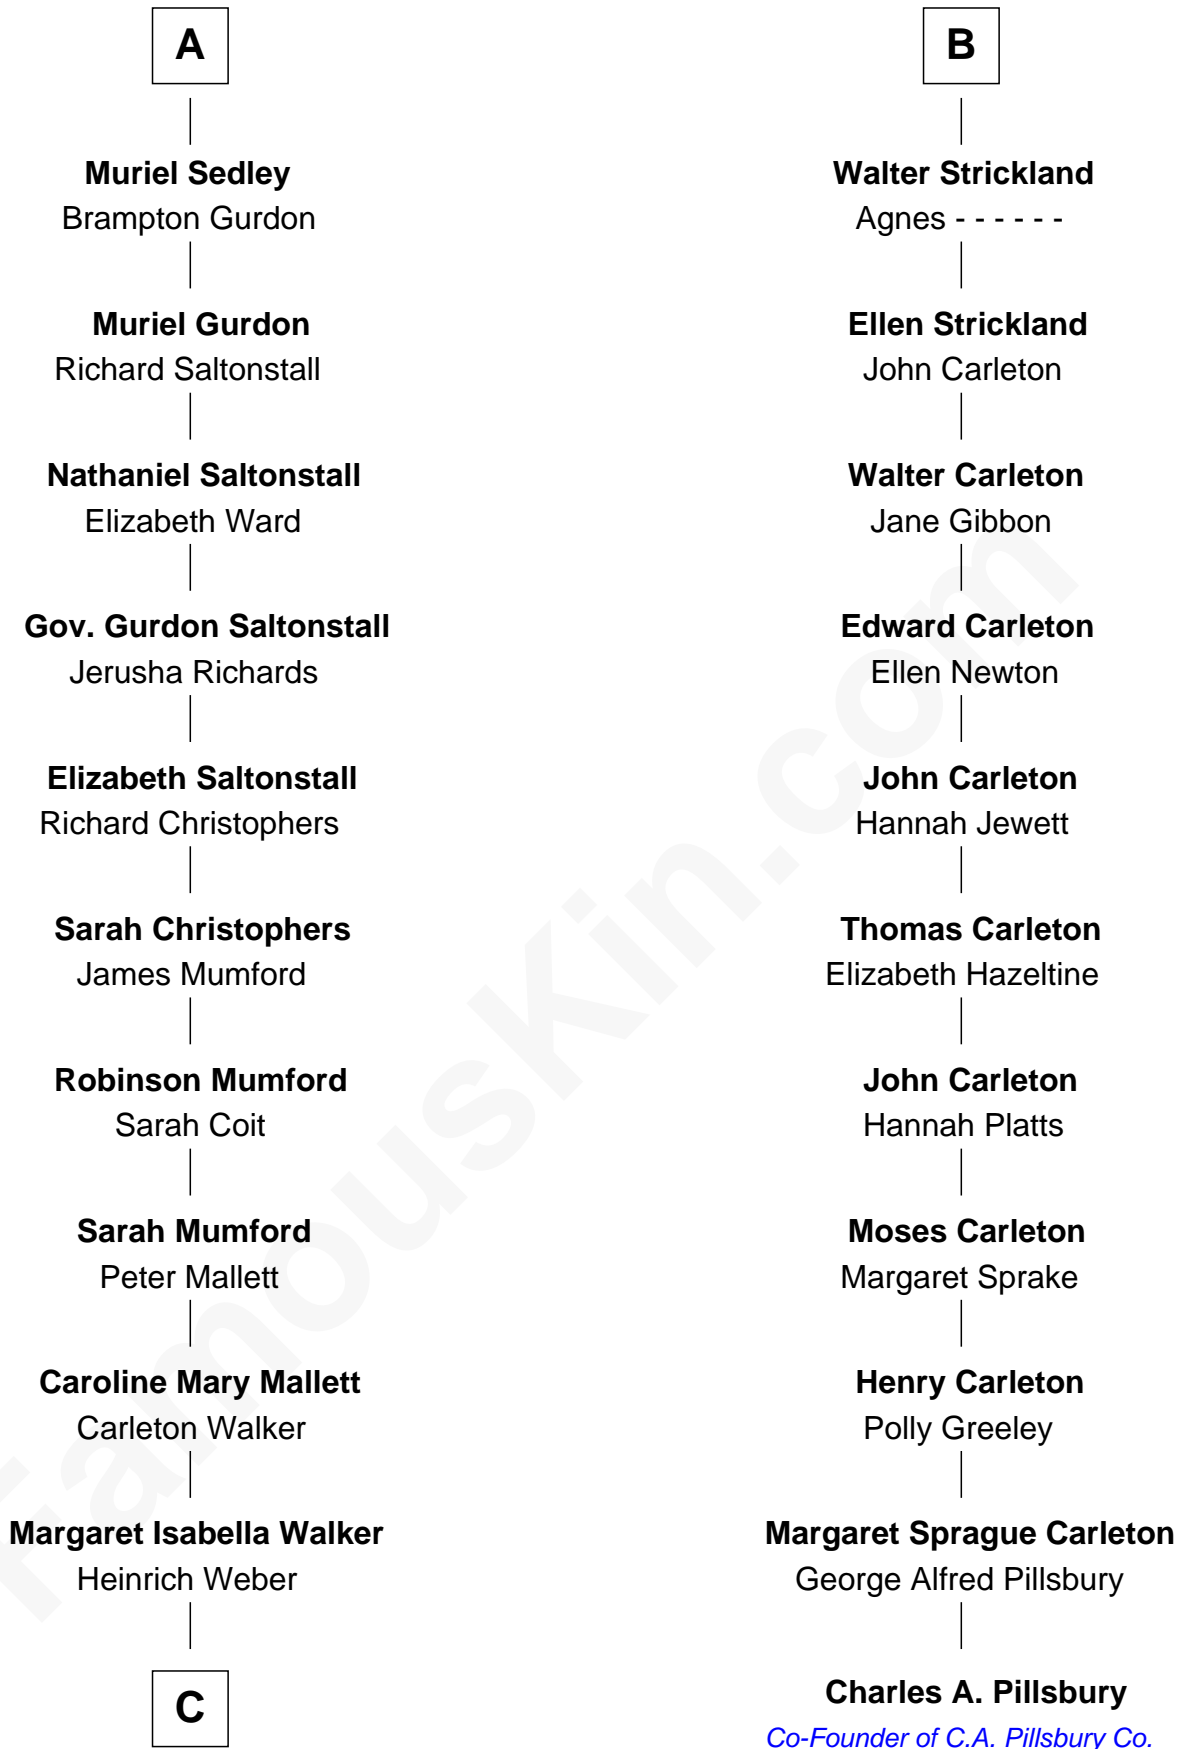 A
Muriel Sedley
Brampton Gurdon
Muriel Gurdon
Richard Saltonstall
Nathaniel Saltonstall
Elizabeth Ward
Gov. Gurdon Saltonstall
Jerusha Richards
Elizabeth Saltonstall
Richard Christophers
Sarah Christophers
James Mumford
Robinson Mumford
Sarah Coit
Sarah Mumford
Peter Mallett
Caroline Mary Mallett
Carleton Walker
Margaret Isabella Walker
Heinrich Weber
C
B
Walter Strickland
Agnes - - - - - -
Ellen Strickland
John Carleton
Walter Carleton
Jane Gibbon
Edward Carleton
Ellen Newton
John Carleton
Hannah Jewett
Thomas Carleton
Elizabeth Hazeltine
John Carleton
Hannah Platts
Moses Carleton
Margaret Sprake
Henry Carleton
Polly Greeley
Margaret Sprague Carleton
George Alfred Pillsbury
Charles A. Pillsbury
Co-Founder of C.A. Pillsbury Co.
FamousKin.com